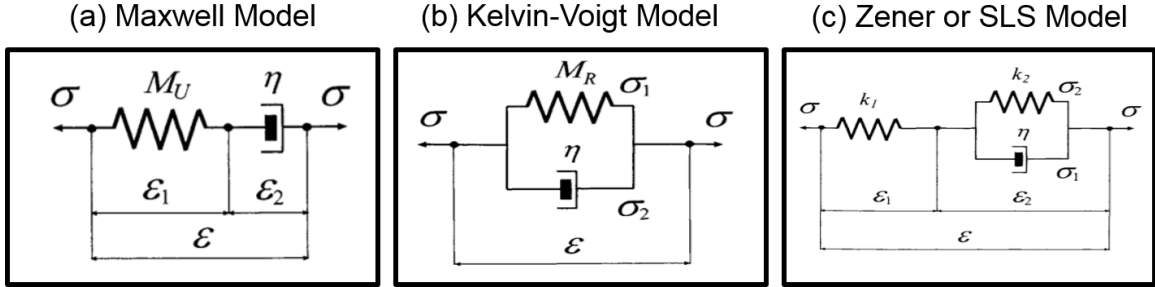 (a) Maxwell Model
σ M_U η σ
ε₁ ε₂
ε
(b) Kelvin-Voigt Model
M_R σ₁
σ σ
η
σ₂
ε
(c) Zener or SLS Model
k₂
σ k₁ σ₂ σ
η
σ₁
ε₁ ε₂
ε